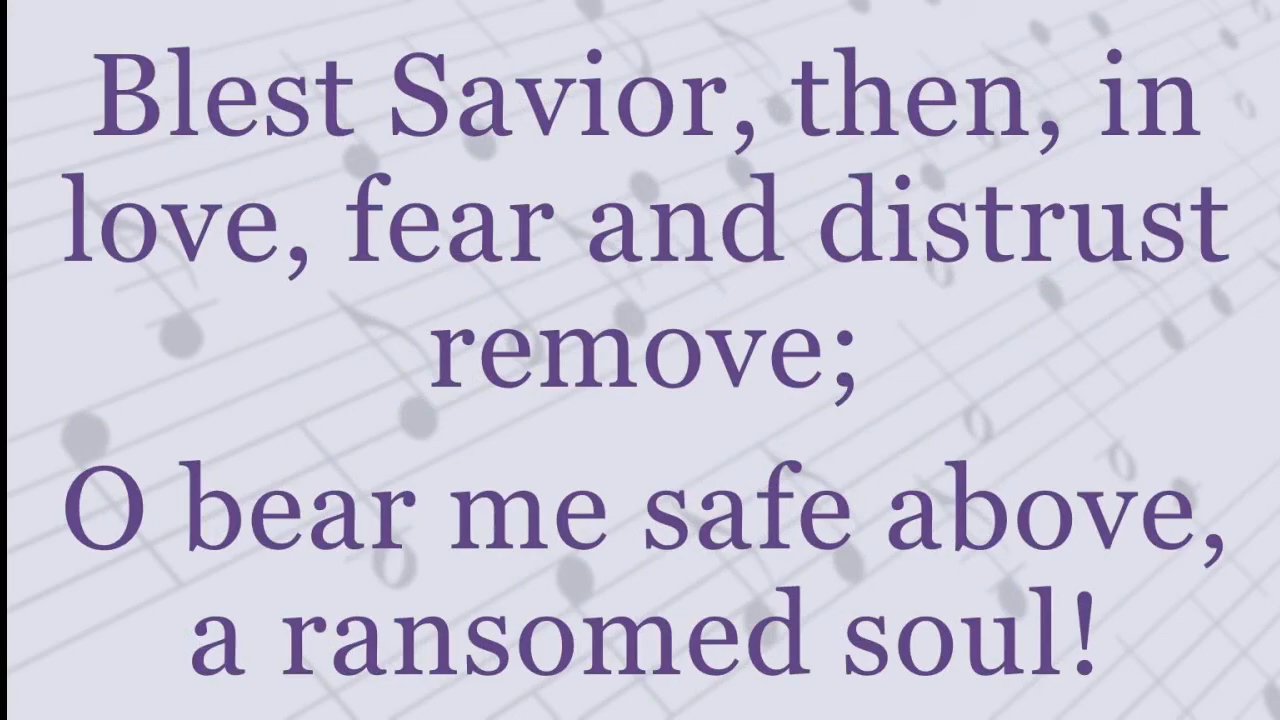 Blest Savior, then, in
love, fear and distrust
remove;
O bear me safe above,
a ransomed soul!